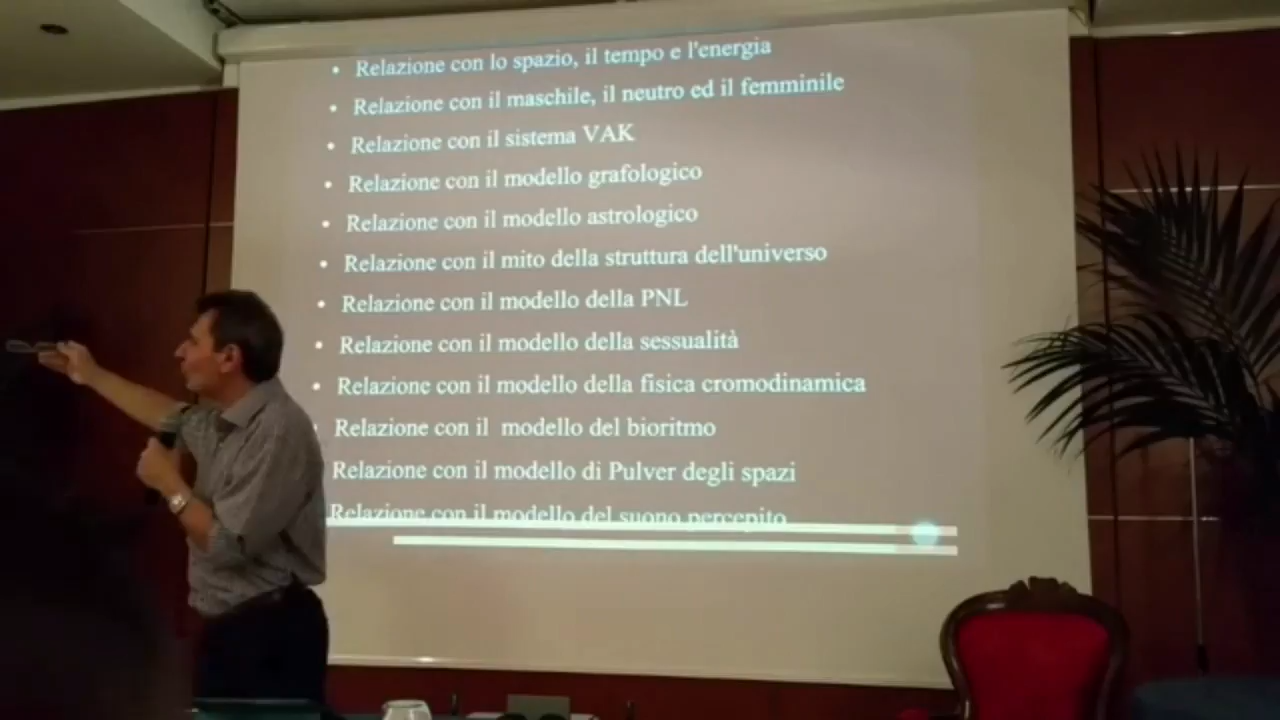 • Relazione con lo spazio, il tempo e l'energia
• Relazione con il maschile, il neutro ed il femminile
• Relazione con il sistema VAK
• Relazione con il modello grafologico
• Relazione con il modello astrologico
• Relazione con il mito della struttura dell'universo
• Relazione con il modello della PNL
• Relazione con il modello della sessualità
• Relazione con il modello della fisica cromodinamica
• Relazione con il modello del bioritmo
Relazione con il modello di Pulver degli spazi
Relazione con il modello del suono percepito